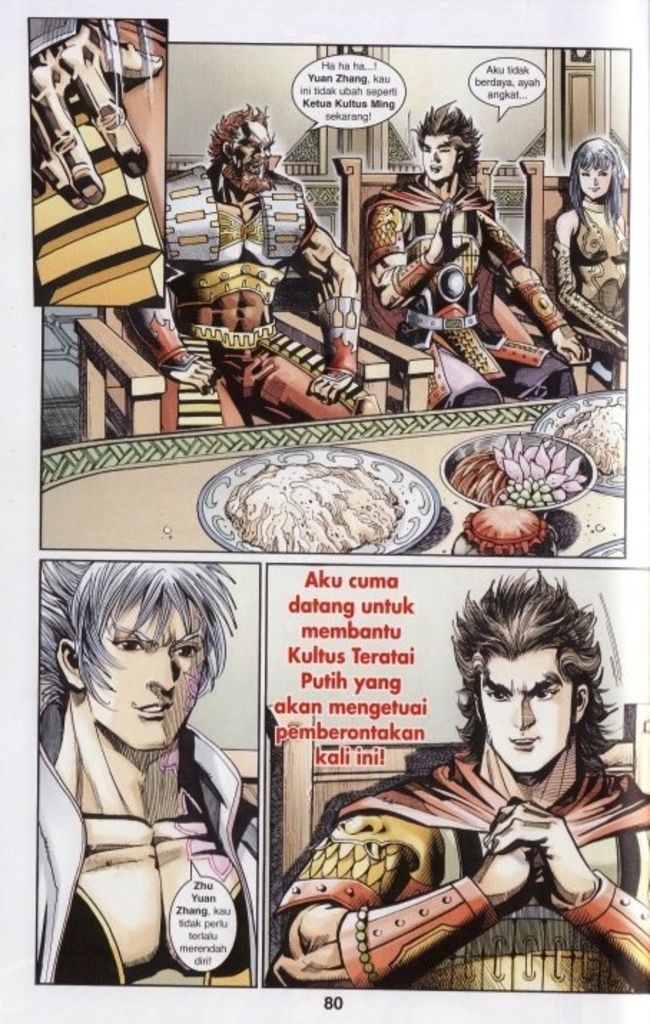 Ha ha ha...!
Yuan Zhang, kau
ini tidak ubah seperti
Ketua Kultus Ming
sekarang!
Aku tidak
berdaya, ayah
angkat...
Zhu
Yuan
Zhang, kau
tidak perlu
terlalu
merendah
diri!
Aku cuma
datang untuk
membantu
Kultus Teratai
Putih yang
akan mengetuai
pemberontakan
kali ini!
80